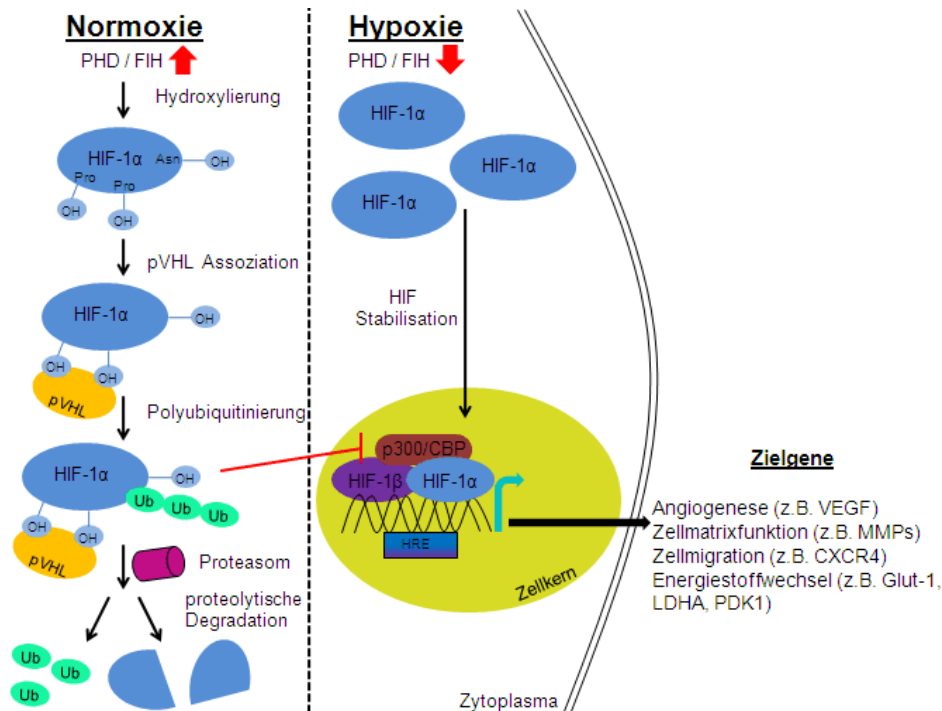 Normoxie
PHD / FIH
Hydroxylierung
HIF-1α
Asn
OH
Pro
Pro
OH
OH
pVHL Assoziation
HIF-1α
OH
OH
OH
pVHL
Polyubiquitinierung
HIF-1α
OH
Ub
Ub
Ub
OH
OH
pVHL
Proteasom
proteolytische
Degradation
Ub
Ub
Ub
Hypoxie
PHD / FIH
HIF-1α
HIF-1α
HIF-1α
HIF
Stabilisation
p300/CBP
HIF-1β
HIF-1α
HRE
Zellkern
Zytoplasma
Zielgene
Angiogenese (z.B. VEGF)
Zellmatrixfunktion (z.B. MMPs)
Zellmigration (z.B. CXCR4)
Energiestoffwechsel (z.B. Glut-1,
LDHA, PDK1)